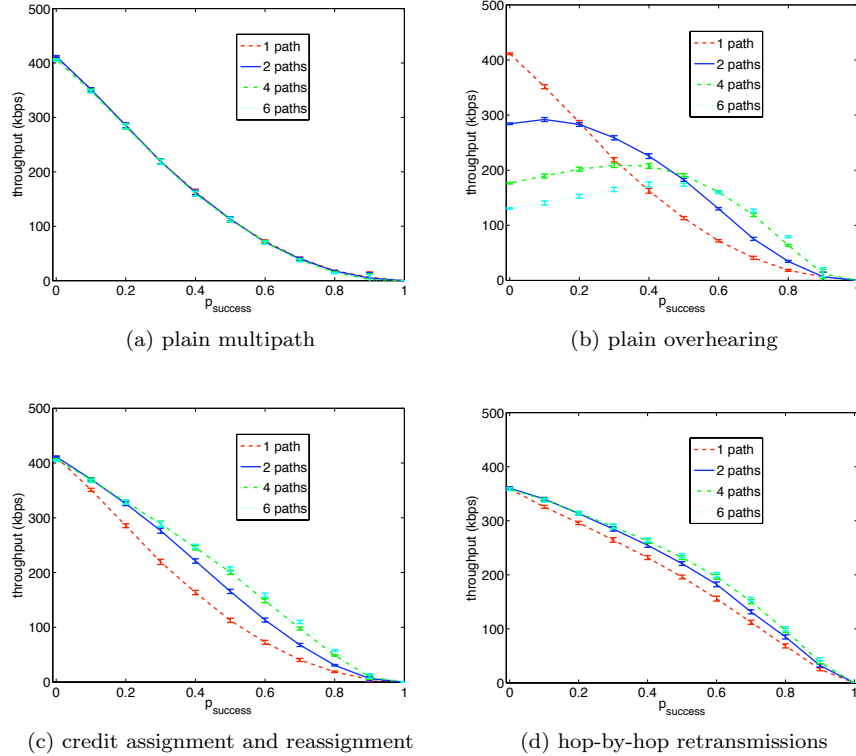 500
400
300
200
100
0
throughput (kbps)
0 0.2 0.4 0.6 0.8 1
p_success
1 path
2 paths
4 paths
6 paths
(a) plain multipath
500
400
300
200
100
0
throughput (kbps)
0 0.2 0.4 0.6 0.8 1
p_success
1 path
2 paths
4 paths
6 paths
(b) plain overhearing
500
400
300
200
100
0
throughput (kbps)
0 0.2 0.4 0.6 0.8 1
p_success
1 path
2 paths
4 paths
6 paths
(c) credit assignment and reassignment
500
400
300
200
100
0
throughput (kbps)
0 0.2 0.4 0.6 0.8 1
p_success
1 path
2 paths
4 paths
6 paths
(d) hop-by-hop retransmissions